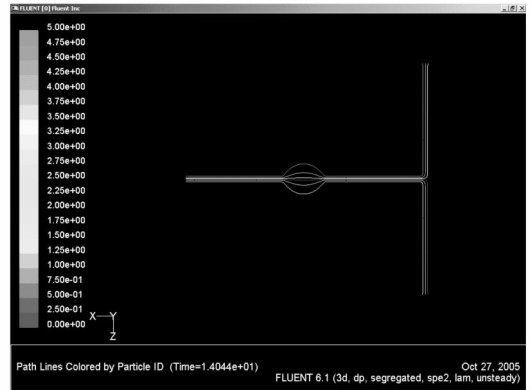 FLUENT [0] Fluent Inc
5.00e+00
4.75e+00
4.50e+00
4.25e+00
4.00e+00
3.75e+00
3.50e+00
3.25e+00
3.00e+00
2.75e+00
2.50e+00
2.25e+00
2.00e+00
1.75e+00
1.50e+00
1.25e+00
1.00e+00
7.50e-01
5.00e-01
2.50e-01
0.00e+00
X
Y
Z
Path Lines Colored by Particle ID (Time=1.4044e+01)
Oct 27, 2005
FLUENT 6.1 (3d, dp, segregated, spe2, lam, unsteady)